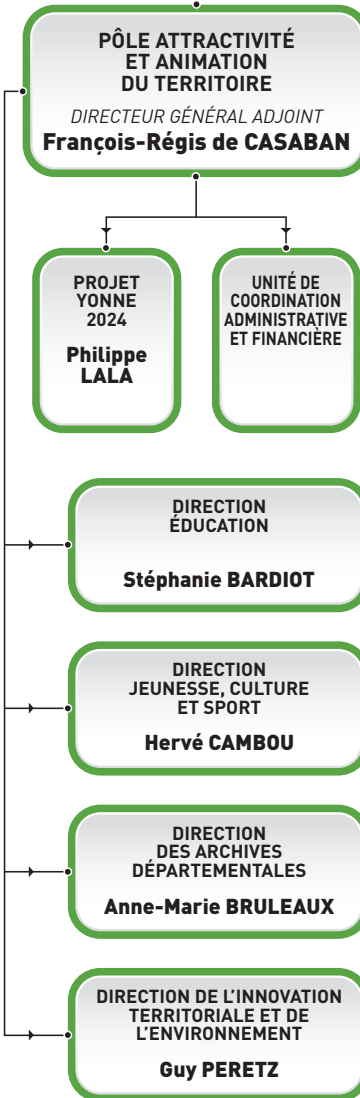 PÔLE ATTRACTIVITÉ
ET ANIMATION
DU TERRITOIRE
DIRECTEUR GÉNÉRAL ADJOINT
François-Régis de CASABAN
PROJET
YONNE
2024
Philippe
LALA
UNITÉ DE
COORDINATION
ADMINISTRATIVE
ET FINANCIÈRE
DIRECTION
ÉDUCATION
Stéphanie BARDIOT
DIRECTION
JEUNESSE, CULTURE
ET SPORT
Hervé CAMBOU
DIRECTION
DES ARCHIVES
DÉPARTEMENTALES
Anne-Marie BRULEAUX
DIRECTION DE L’INNOVATION
TERRITORIALE ET DE
L’ENVIRONNEMENT
Guy PERETZ